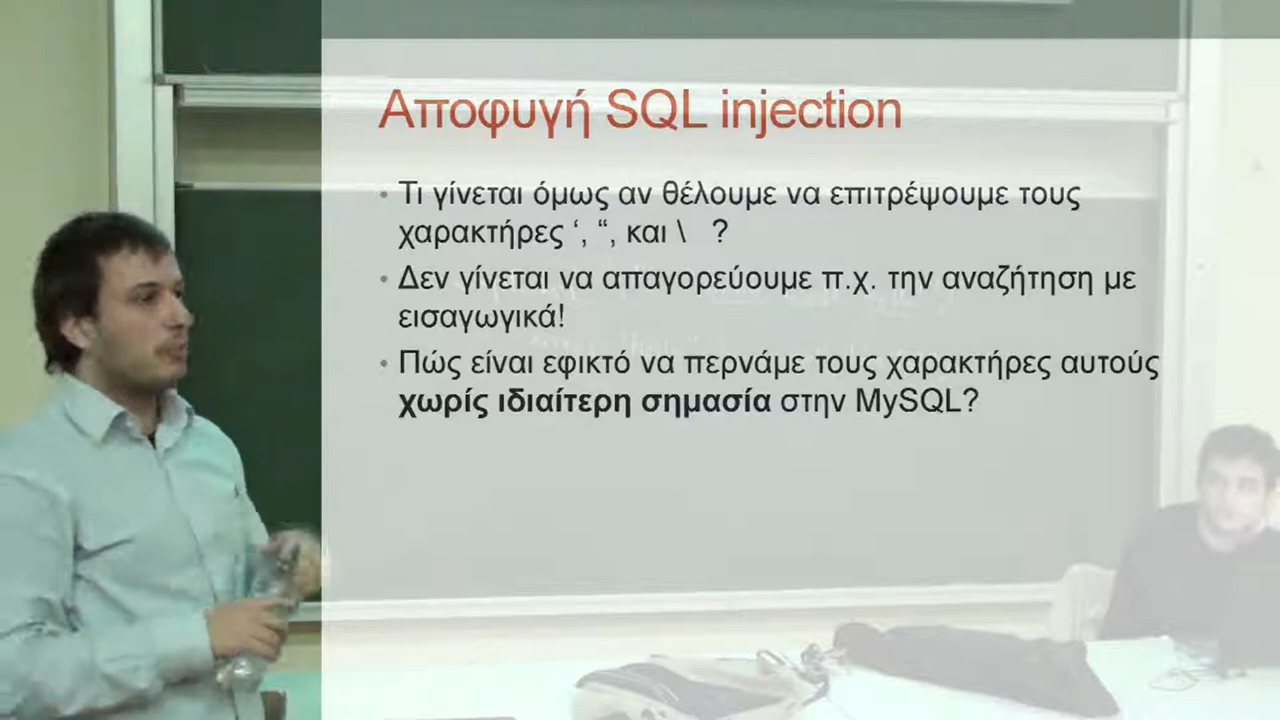 Αποφυγή SQL injection
• Τι γίνεται όμως αν θέλουμε να επιτρέψουμε τους
χαρακτήρες ‘, “, και \ ?
• Δεν γίνεται να απαγορεύουμε π.χ. την αναζήτηση με
εισαγωγικά!
• Πώς είναι εφικτό να περνάμε τους χαρακτήρες αυτούς
χωρίς ιδιαίτερη σημασία στην MySQL?